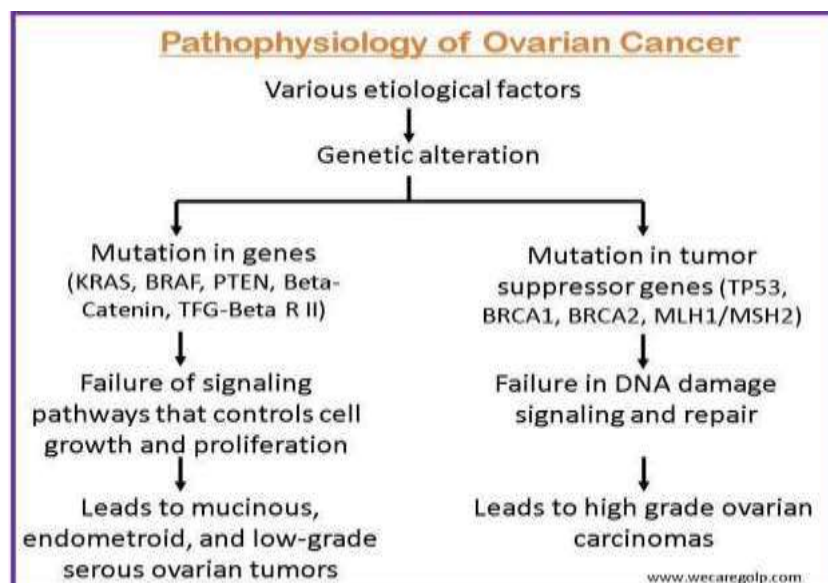 Pathophysiology of Ovarian Cancer
Various etiological factors
Genetic alteration
Mutation in genes
(KRAS, BRAF, PTEN, Beta-
Catenin, TFG-Beta R II)
Failure of signaling
pathways that controls cell
growth and proliferation
Leads to mucinous,
endometroid, and low-grade
serous ovarian tumors
Mutation in tumor
suppressor genes (TP53,
BRCA1, BRCA2, MLH1/MSH2)
Failure in DNA damage
signaling and repair
Leads to high grade ovarian
carcinomas
www.wecaregolp.com